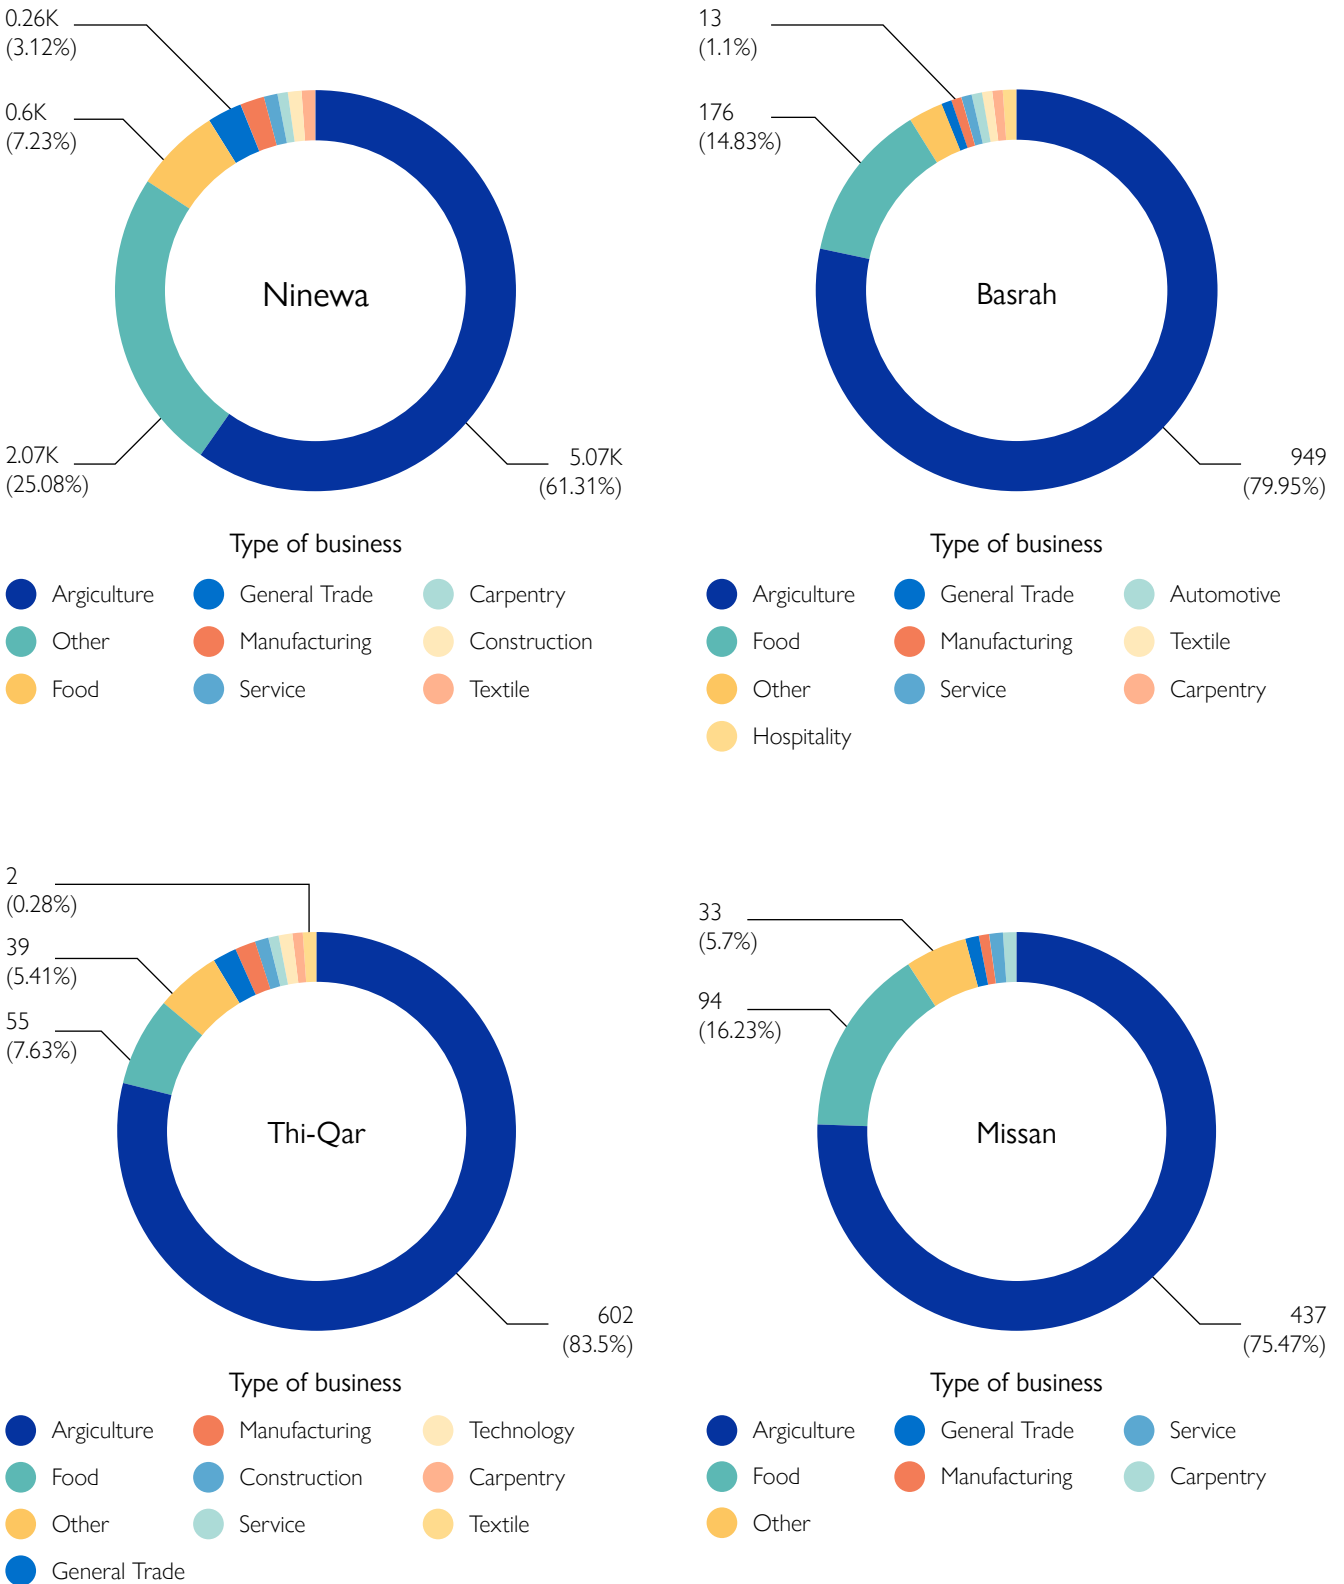 0.26K
(3.12%)
0.6K
(7.23%)
Ninewa
2.07K
(25.08%)
5.07K
(61.31%)
Type of business
Argiculture
General Trade
Carpentry
Other
Manufacturing
Construction
Food
Service
Textile
13
(1.1%)
176
(14.83%)
Basrah
949
(79.95%)
Type of business
Argiculture
General Trade
Automotive
Food
Manufacturing
Textile
Other
Service
Carpentry
Hospitality
2
(0.28%)
39
(5.41%)
55
(7.63%)
Thi-Qar
602
(83.5%)
Type of business
Argiculture
Manufacturing
Technology
Food
Construction
Carpentry
Other
Service
Textile
General Trade
33
(5.7%)
94
(16.23%)
Missan
437
(75.47%)
Type of business
Argiculture
General Trade
Service
Food
Manufacturing
Carpentry
Other